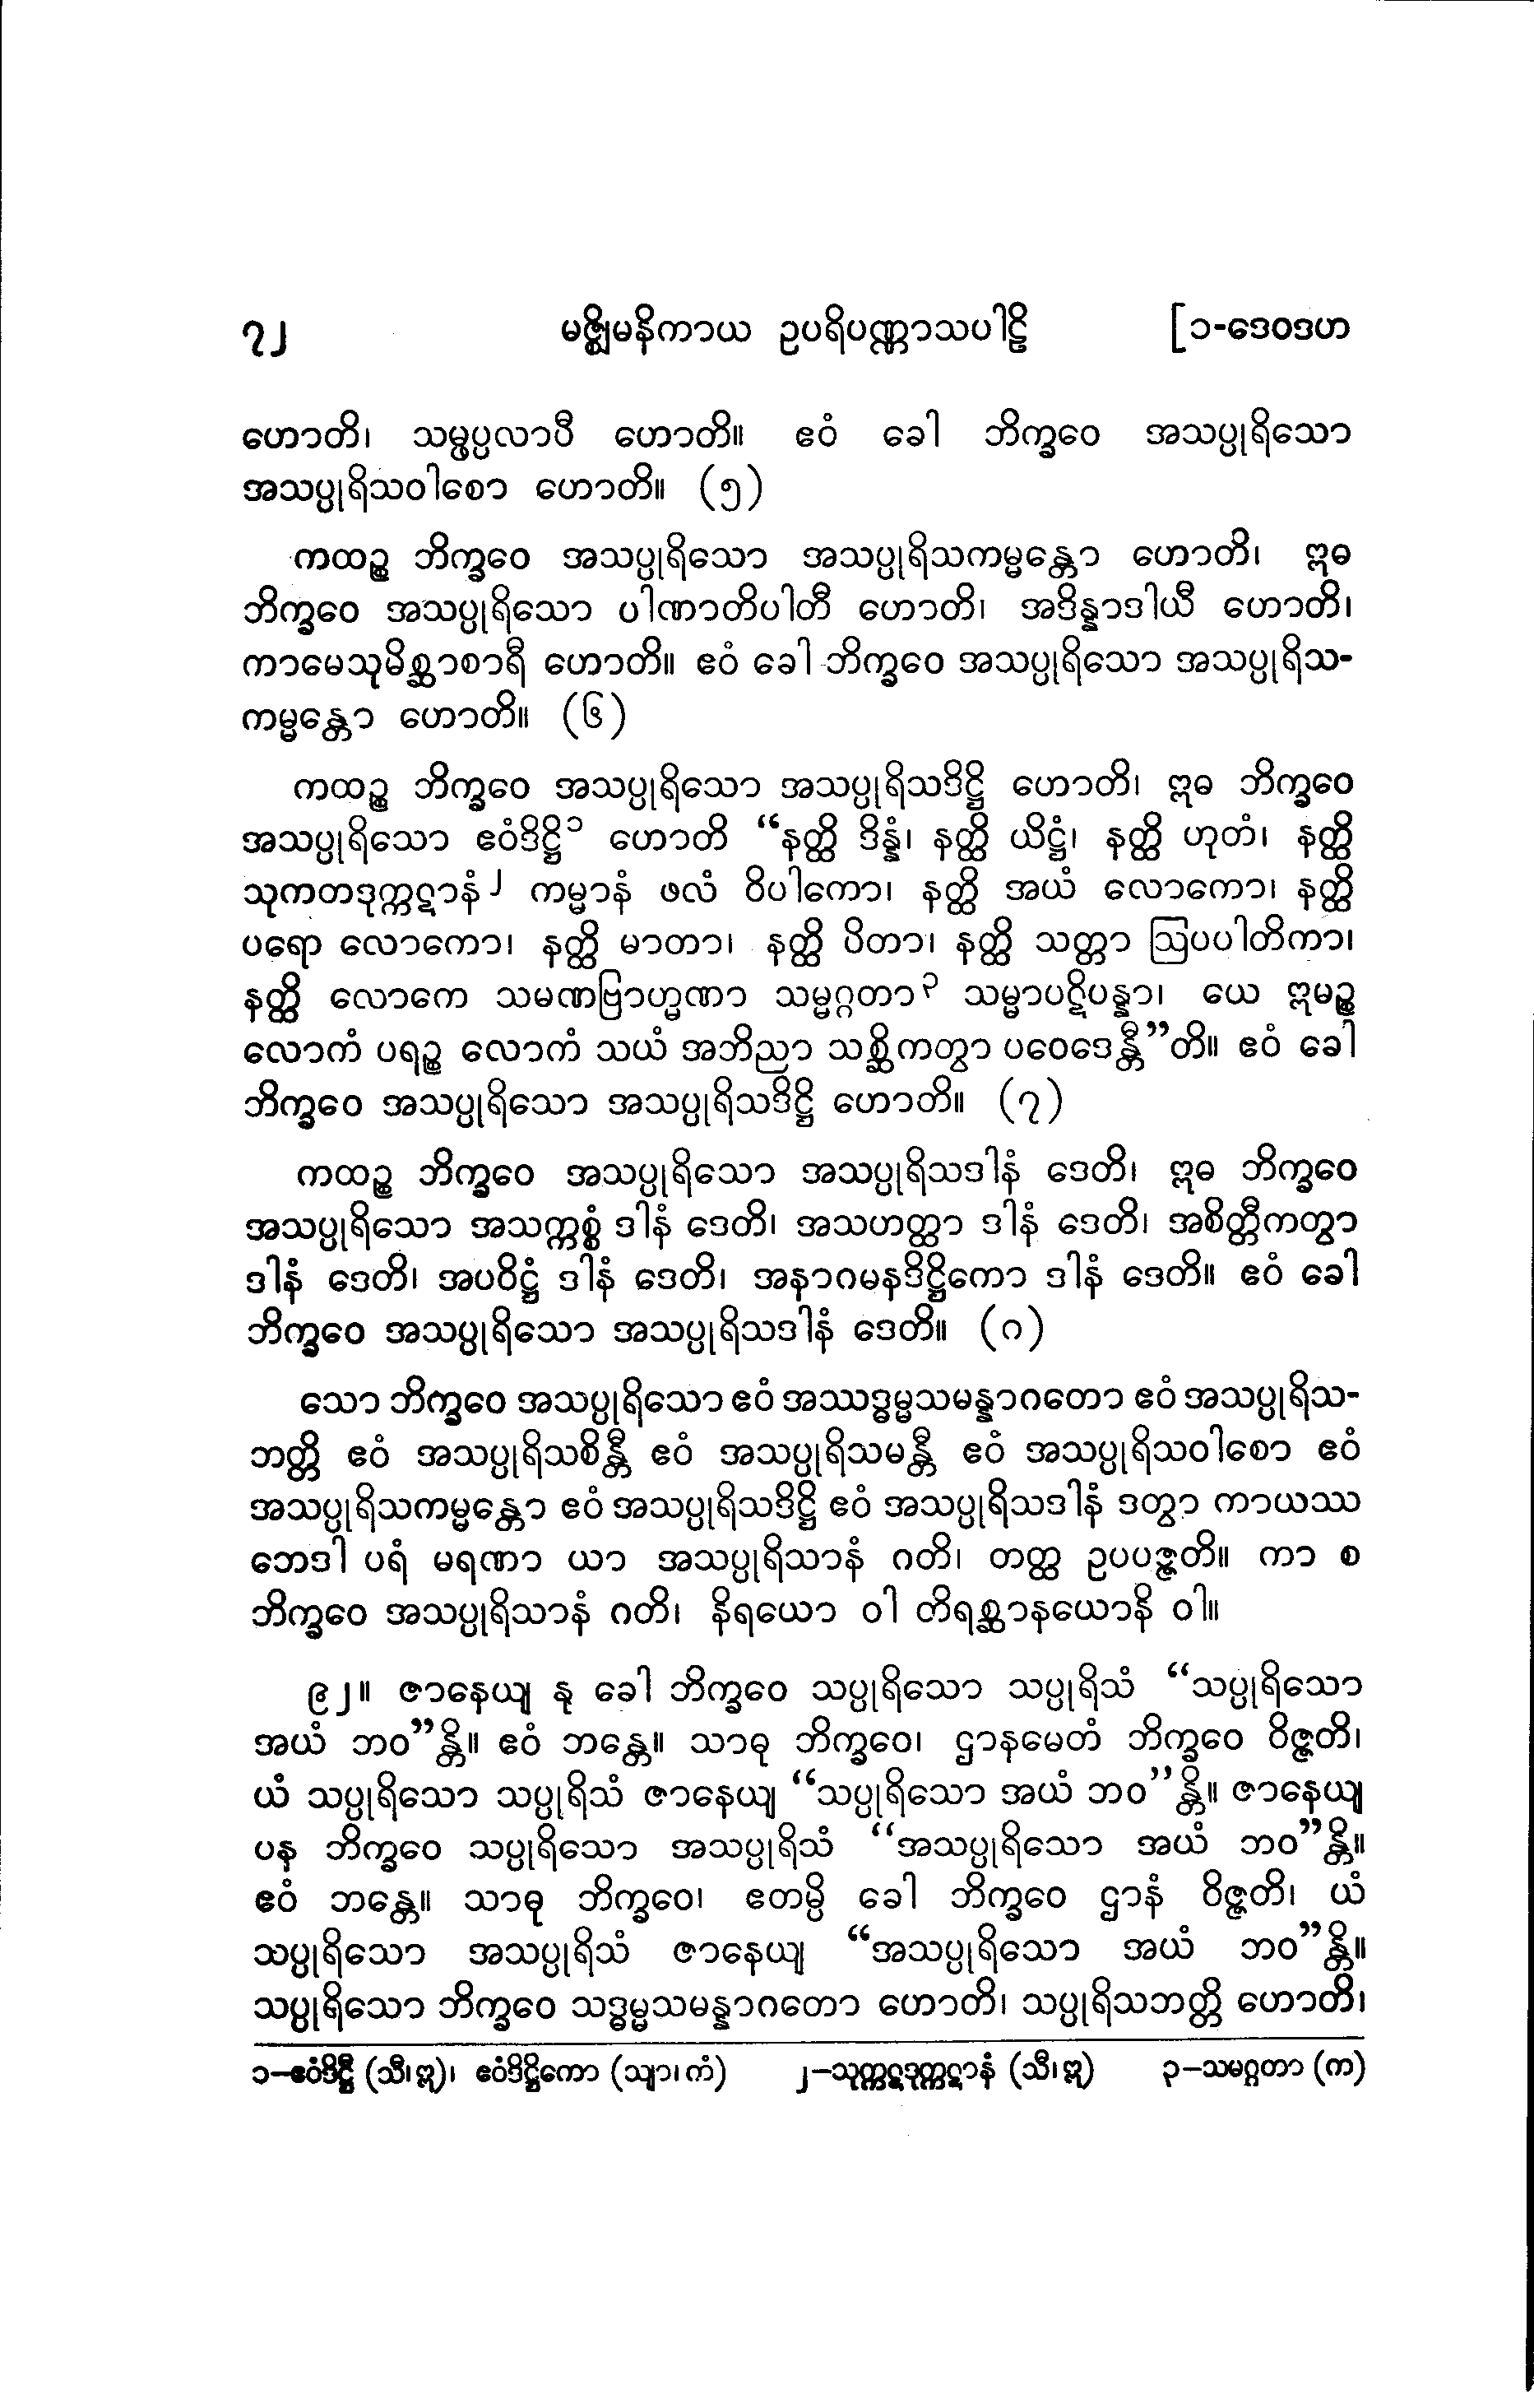 ၇၂ မဇ္ဈိမနိကာယ ဥပရိပဏ္ဏာသပါဠိ [၁-ဒေဝဒဟ
ဟောတိ၊ သမ္ဖပ္ပလာပီ ဟောတိ။ ဧဝံ ခေါ ဘိက္ခဝေ အသပ္ပုရိသော
အသပ္ပုရိသဝါစော ဟောတိ။ (၅)
ကထဉ္စ ဘိက္ခဝေ အသပ္ပုရိသော အသပ္ပုရိသကမ္မန္တော ဟောတိ၊ ဣဓ
ဘိက္ခဝေ အသပ္ပုရိသော ပါဏာတိပါတီ ဟောတိ၊ အဒိန္နာဒါယီ ဟောတိ၊
ကာမေသုမိစ္ဆာစာရီ ဟောတိ။ ဧဝံ ခေါ ဘိက္ခဝေ အသပ္ပုရိသော အသပ္ပုရိသ-
ကမ္မန္တော ဟောတိ။ (၆)
ကထဉ္စ ဘိက္ခဝေ အသပ္ပုရိသော အသပ္ပုရိသဒိဋ္ဌိ ဟောတိ၊ ဣဓ ဘိက္ခဝေ
အသပ္ပုရိသော ဧဝံဒိဋ္ဌိ၁ ဟောတိ “နတ္ထိ ဒိန္နံ၊ နတ္ထိ ယိဋ္ဌံ၊ နတ္ထိ ဟုတံ၊ နတ္ထိ
သုကတဒုက္ကဋာနံ၂ ကမ္မာနံ ဖလံ ဝိပါကော၊ နတ္ထိ အယံ လောကော၊ နတ္ထိ
ပရော လောကော၊ နတ္ထိ မာတာ၊ နတ္ထိ ပိတာ၊ နတ္ထိ သတ္တာ ဩပပါတိကာ၊
နတ္ထိ လောကေ သမဏဗြာဟ္မဏာ သမ္မဂ္ဂတာ၃ သမ္မာပဋိပန္နာ၊ ယေ ဣမဉ္စ
လောကံ ပရဉ္စ လောကံ သယံ အဘိညာ သစ္ဆိကတွာ ပဝေဒေန္တီ”တိ။ ဧဝံ ခေါ
ဘိက္ခဝေ အသပ္ပုရိသော အသပ္ပုရိသဒိဋ္ဌိ ဟောတိ။ (၇)
ကထဉ္စ ဘိက္ခဝေ အသပ္ပုရိသော အသပ္ပုရိသဒါနံ ဒေတိ၊ ဣဓ ဘိက္ခဝေ
အသပ္ပုရိသော အသက္ကစ္စံ ဒါနံ ဒေတိ၊ အသဟတ္ထာ ဒါနံ ဒေတိ၊ အစိတ္တီကတွာ
ဒါနံ ဒေတိ၊ အပဝိဋ္ဌံ ဒါနံ ဒေတိ၊ အနာဂမနဒိဋ္ဌိကော ဒါနံ ဒေတိ။ ဧဝံ ခေါ
ဘိက္ခဝေ အသပ္ပုရိသော အသပ္ပုရိသဒါနံ ဒေတိ။ (၈)
သော ဘိက္ခဝေ အသပ္ပုရိသော ဧဝံ အဿဒ္ဓမ္မသမန္နာဂတော ဧဝံ အသပ္ပုရိသ-
ဘတ္တိ ဧဝံ အသပ္ပုရိသစိန္တီ ဧဝံ အသပ္ပုရိသမန္တီ ဧဝံ အသပ္ပုရိသဝါစော ဧဝံ
အသပ္ပုရိသကမ္မန္တော ဧဝံ အသပ္ပုရိသဒိဋ္ဌိ ဧဝံ အသပ္ပုရိသဒါနံ ဒတွာ ကာယဿ
ဘေဒါ ပရံ မရဏာ ယာ အသပ္ပုရိသာနံ ဂတိ၊ တတ္ထ ဥပပဇ္ဇတိ။ ကာ စ
ဘိက္ခဝေ အသပ္ပုရိသာနံ ဂတိ၊ နိရယော ဝါ တိရစ္ဆာနယောနိ ဝါ။
၉၂။ ဇာနေယျ နု ခေါ ဘိက္ခဝေ သပ္ပုရိသော သပ္ပုရိသံ “သပ္ပုရိသော
အယံ ဘဝ”န္တိ။ ဧဝံ ဘန္တေ။ သာဓု ဘိက္ခဝေ၊ ဌာနမေတံ ဘိက္ခဝေ ဝိဇ္ဇတိ၊
ယံ သပ္ပုရိသော သပ္ပုရိသံ ဇာနေယျ “သပ္ပုရိသော အယံ ဘဝ”န္တိ။ ဇာနေယျ
ပန ဘိက္ခဝေ သပ္ပုရိသော အသပ္ပုရိသံ “အသပ္ပုရိသော အယံ ဘဝ”န္တိ။
ဧဝံ ဘန္တေ။ သာဓု ဘိက္ခဝေ၊ ဧတမ္ပိ ခေါ ဘိက္ခဝေ ဌာနံ ဝိဇ္ဇတိ၊ ယံ
သပ္ပုရိသော အသပ္ပုရိသံ ဇာနေယျ “အသပ္ပုရိသော အယံ ဘဝ”န္တိ။
သပ္ပုရိသော ဘိက္ခဝေ သဒ္ဓမ္မသမန္နာဂတော ဟောတိ၊ သပ္ပုရိသဘတ္တိ ဟောတိ၊
၁–ဧဝံဒိဋ္ဌီ (သီ၊ဣ)၊ ဧဝံဒိဋ္ဌိကော (သျာ၊ကံ) ၂–သုက္ကဋဒုက္ကဋာနံ (သီ၊ဣ) ၃–သမဂ္ဂတာ (က)